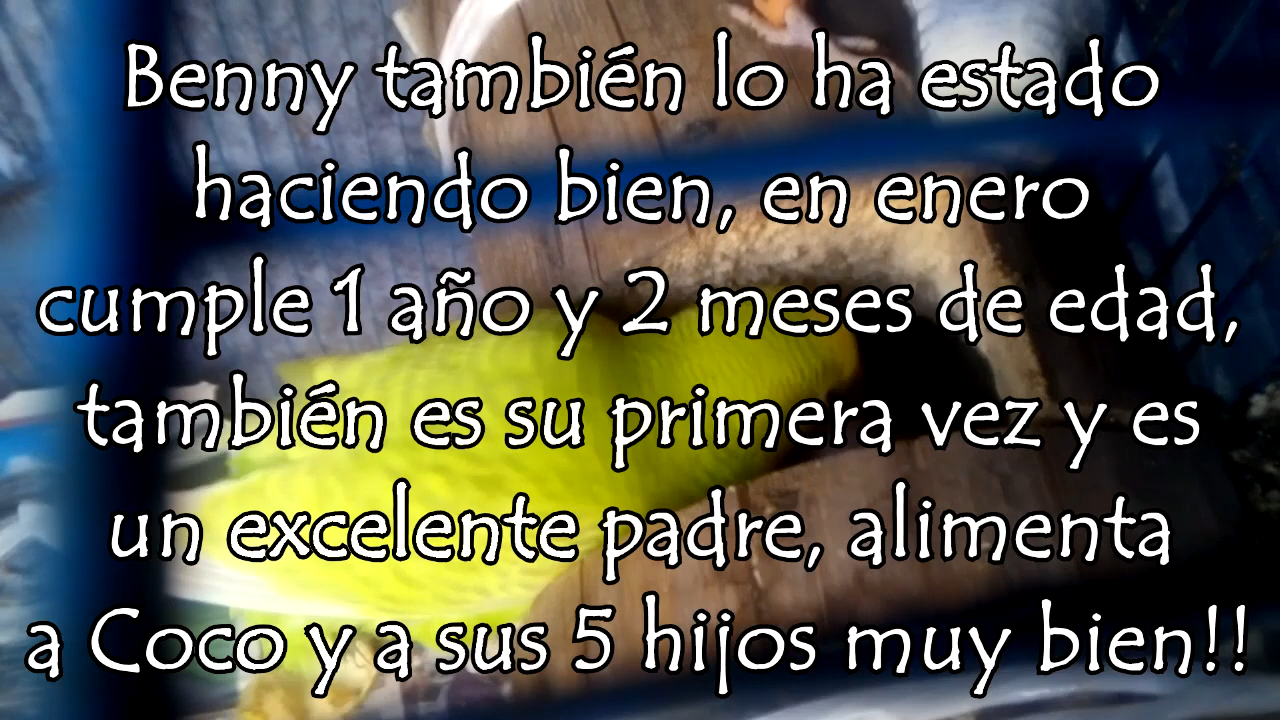 Benny también lo ha estado
haciendo bien, en enero
cumple 1 año y 2 meses de edad,
también es su primera vez y es
un excelente padre, alimenta
a Coco y a sus 5 hijos muy bien!!